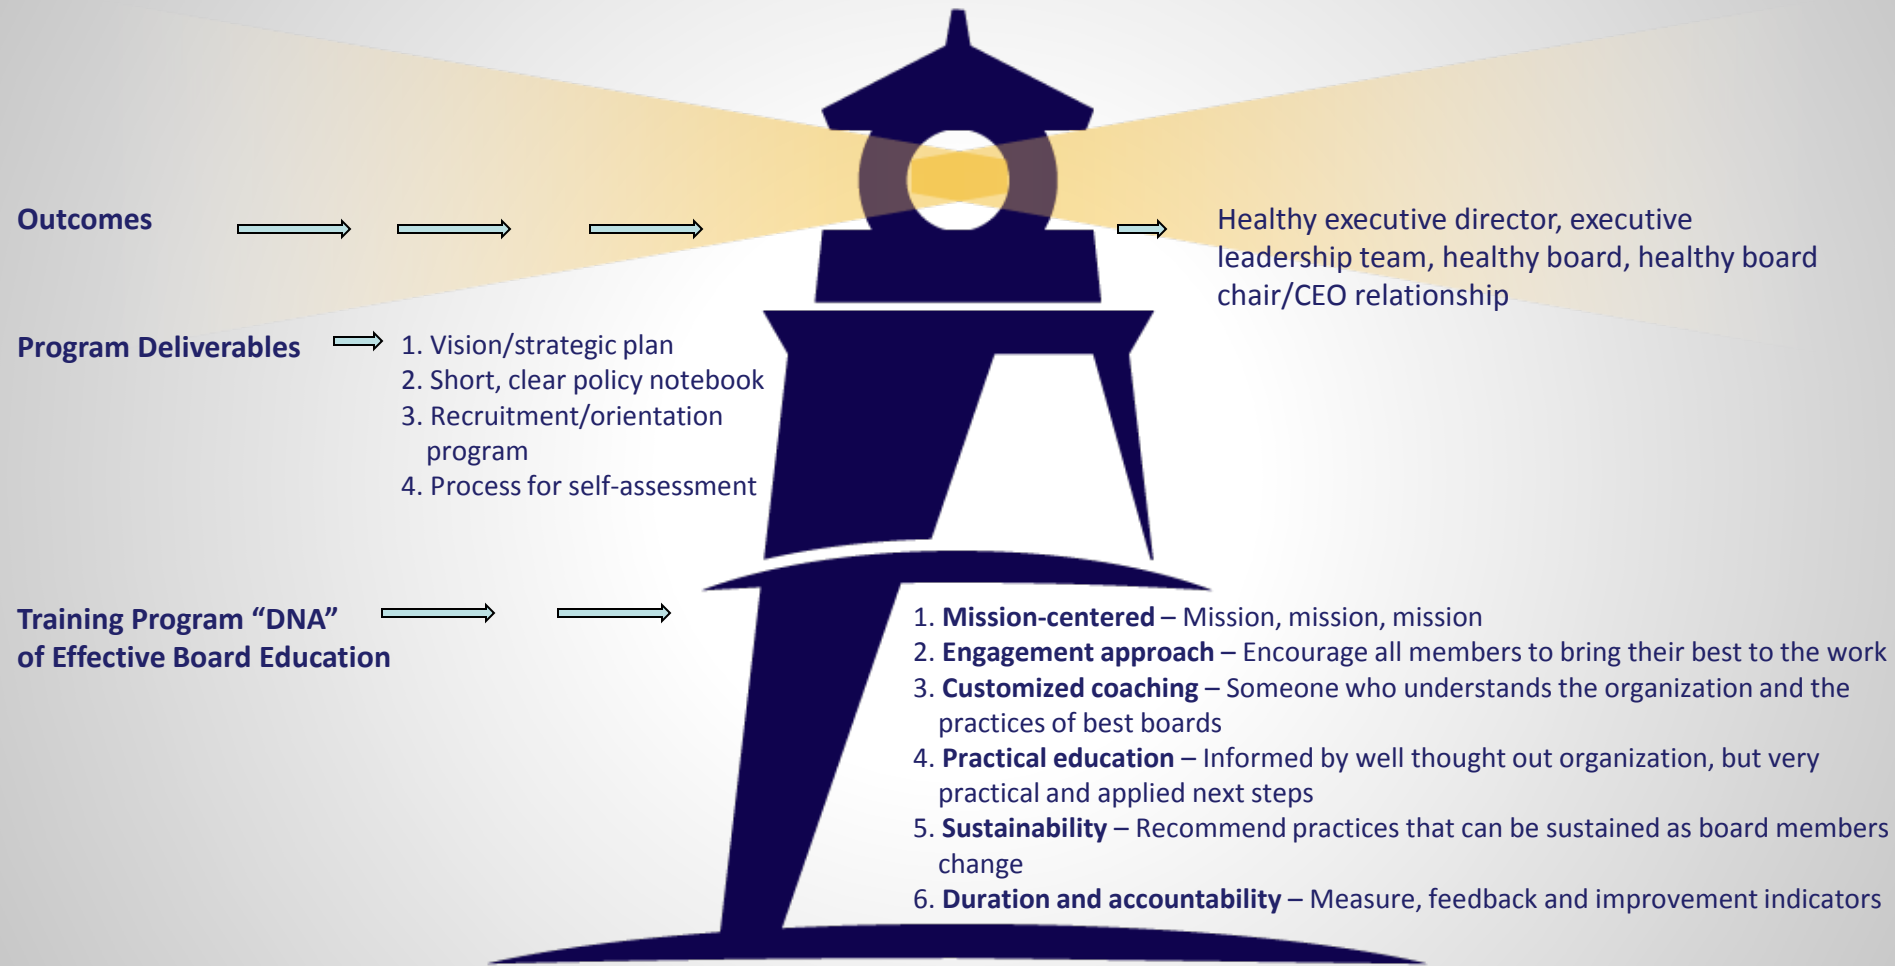 Outcomes
Healthy executive director, executive
leadership team, healthy board, healthy board
chair/CEO relationship
Program Deliverables
1. Vision/strategic plan
2. Short, clear policy notebook
3. Recruitment/orientation
program
4. Process for self-assessment
Training Program “DNA”
of Effective Board Education
1. Mission-centered – Mission, mission, mission
2. Engagement approach – Encourage all members to bring their best to the work
3. Customized coaching – Someone who understands the organization and the
practices of best boards
4. Practical education – Informed by well thought out organization, but very
practical and applied next steps
5. Sustainability – Recommend practices that can be sustained as board members
change
6. Duration and accountability – Measure, feedback and improvement indicators